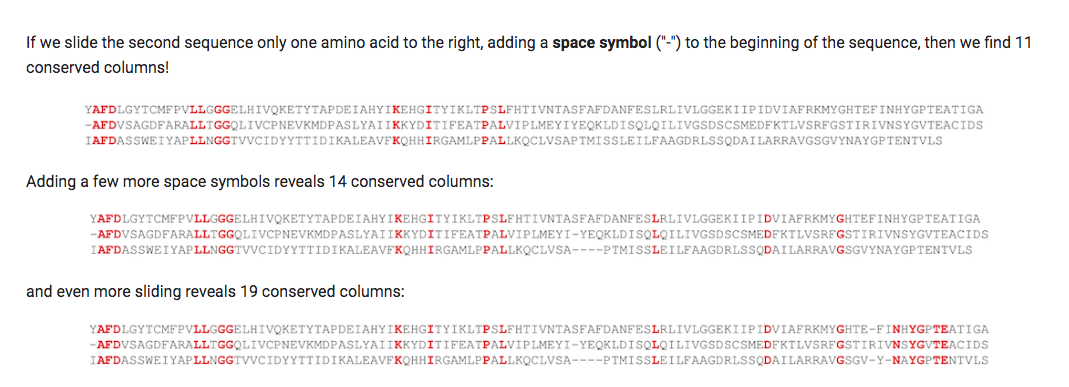 If we slide the second sequence only one amino acid to the right, adding a space symbol ("-") to the beginning of the sequence, then we find 11
conserved columns!
YAFDLGYTCMFPVLLGGGELHIVQKETYTAPDEIAHYIKEHGITYIKLTPSLFHTIVNTASFAFDANFESLRLIVLGGEKIIPIDVIAFRKMYGHTEFINHYGPTEATIGA
-AFDVSAGDFARALLTGGQLIVCPNEVKMDPASLYAIIKKYDITIFEATPALVIPLMEYIYEQKLDISQLQILIVGSDSCSMEDFKTLVSRFGSTIRIVNSYGVTEACIDS
IAFDASSWEIYAPLLNGGTVVCIDYYTTIDIKALEAVFKQHHIRGAMLPPALLKQCLVSAPTMISSLEILFAAGDRLSSQDAILARRAVGSGVYNAYGPTENTVLS
Adding a few more space symbols reveals 14 conserved columns:
YAFDLGYTCMFPVLLGGGELHIVQKETYTAPDEIAHYIKEHGITYIKLTPSLFHTIVNTASFAFDANFESLRLIVLGGEKIIPIDVIAFRKMYGHTEFINHYGPTEATIGA
-AFDVSAGDFARALLTGGQLIVCPNEVKMDPASLYAIIKKYDITIFEATPALVIPLMEYI-YEQKLDISQLQILIVGSDSCSMEDFKTLVSRFGSTIRIVNSYGVTEACIDS
IAFDASSWEIYAPLLNGGTVVCIDYYTTIDIKALEAVFKQHHIRGAMLPPALLKQCLVSA----PTMISSLEILFAAGDRLSSQDAILARRAVGSGVYNAYGPTENTVLS
and even more sliding reveals 19 conserved columns:
YAFDLGYTCMFPVLLGGGELHIVQKETYTAPDEIAHYIKEHGITYIKLTPSLFHTIVNTASFAFDANFESLRLIVLGGEKIIPIDVIAFRKMYGHTE-FINHYGPTEATIGA
-AFDVSAGDFARALLTGGQLIVCPNEVKMDPASLYAIIKKYDITIFEATPALVIPLMEYI-YEQKLDISQLQILIVGSDSCSMEDFKTLVSRFGSTIRIVNSYGVTEACIDS
IAFDASSWEIYAPLLNGGTVVCIDYYTTIDIKALEAVFKQHHIRGAMLPPALLKQCLVSA----PTMISSLEILFAAGDRLSSQDAILARRAVGSGV-Y-NAYGPTENTVLS